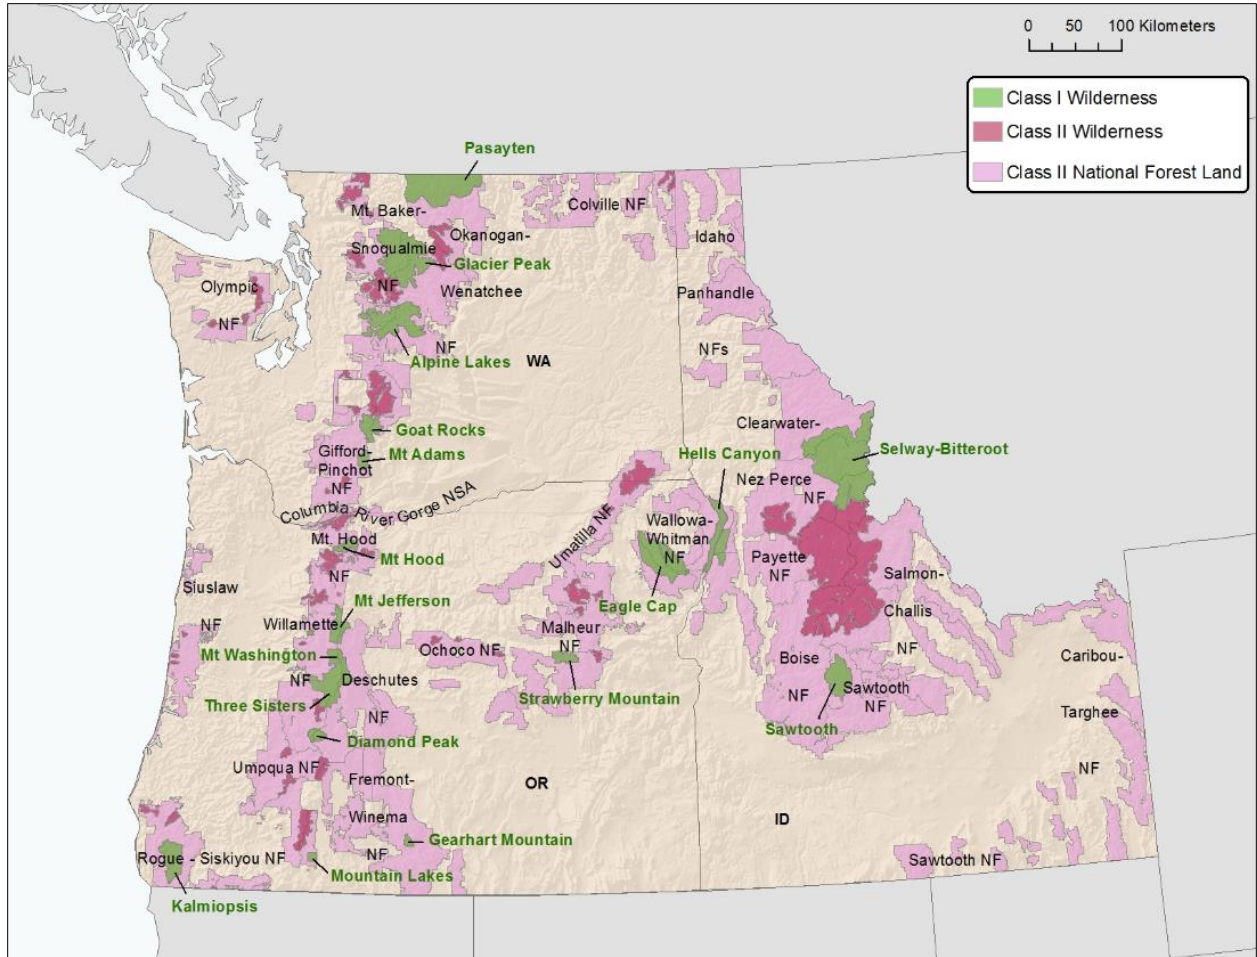 0 50 100 Kilometers
Class I Wilderness
Class II Wilderness
Class II National Forest Land
Pasayten
Mt. Baker-
Snoqualmie
NF
Okanogan-
Wenatchee
NF
Colville NF
Glacier Peak
Idaho
Panhandle
NFs
Olympic
NF
Alpine Lakes
WA
Goat Rocks
Mt Adams
Gifford-
Pinchot
NF
Columbia River Gorge NSA
Clearwater-
Nez Perce
NF
Selway-Bitteroot
Hells Canyon
Mt. Hood
NF
Mt Hood
Umatilla NF
Wallowa-
Whitman
NF
Eagle Cap
Payette
NF
Salmon-
Challis
NF
Siuslaw
NF
Mt Jefferson
Willamette
NF
Mt Washington
Deschutes
NF
Three Sisters
Ochoco NF
Malheur
NF
Strawberry Mountain
Boise
NF
Sawtooth
NF
Sawtooth
Caribou-
Targhee
NF
Diamond Peak
Umpqua NF
Fremont-
Winema
NF
OR
ID
Gearhart Mountain
Rogue - Siskiyou NF
Mountain Lakes
Kalmiopsis
Sawtooth NF